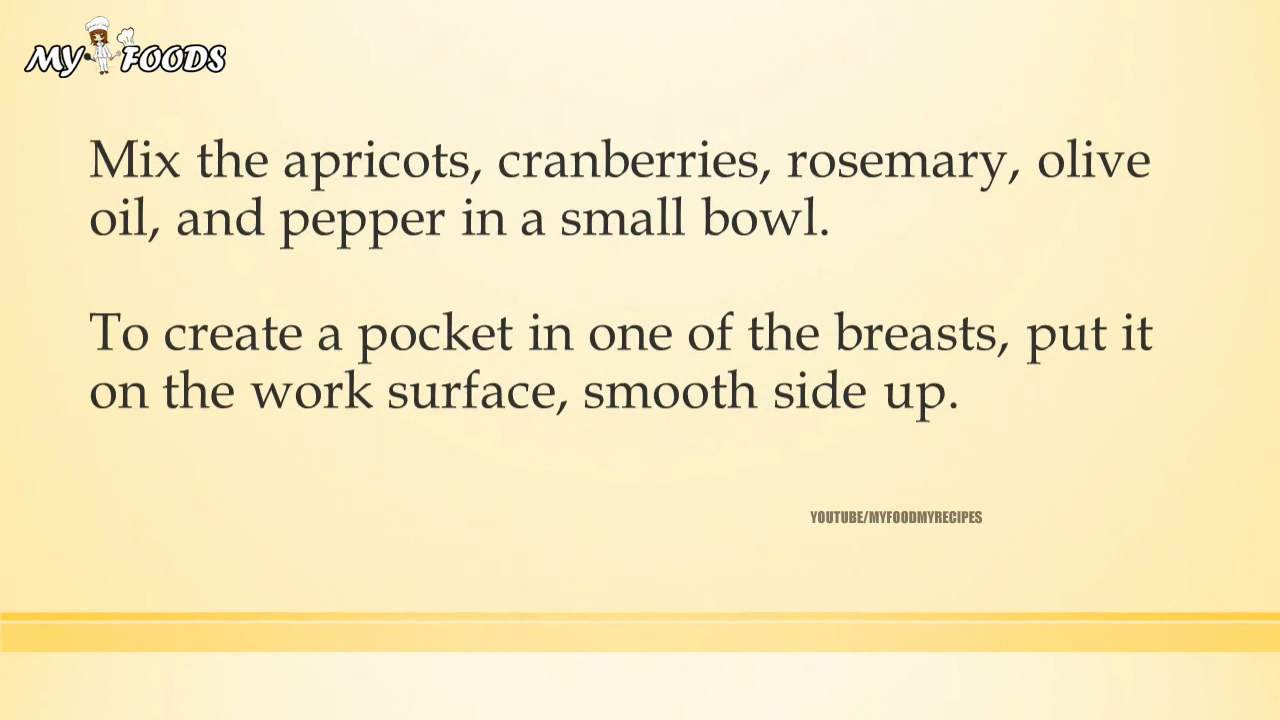 MY FOODS
Mix the apricots, cranberries, rosemary, olive
oil, and pepper in a small bowl.
To create a pocket in one of the breasts, put it
on the work surface, smooth side up.
YOUTUBE/MYFOODMYRECIPES